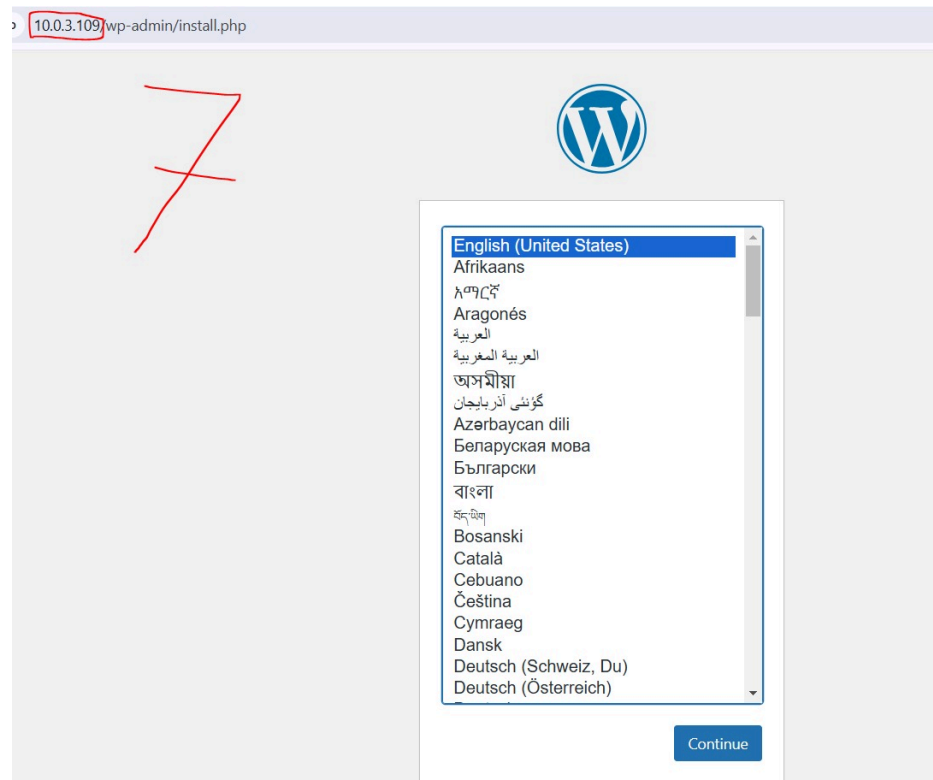 10.0.3.109/wp-admin/install.php
7
W
English (United States)
Afrikaans
አማርኛ
Aragonés
العربية
العربية المغربية
অসমীয়া
گؤنئی آذربایجان
Azərbaycan dili
Беларуская мова
Български
বাংলা
བོད་ཡིག
Bosanski
Català
Cebuano
Čeština
Cymraeg
Dansk
Deutsch (Schweiz, Du)
Deutsch (Österreich)
Continue